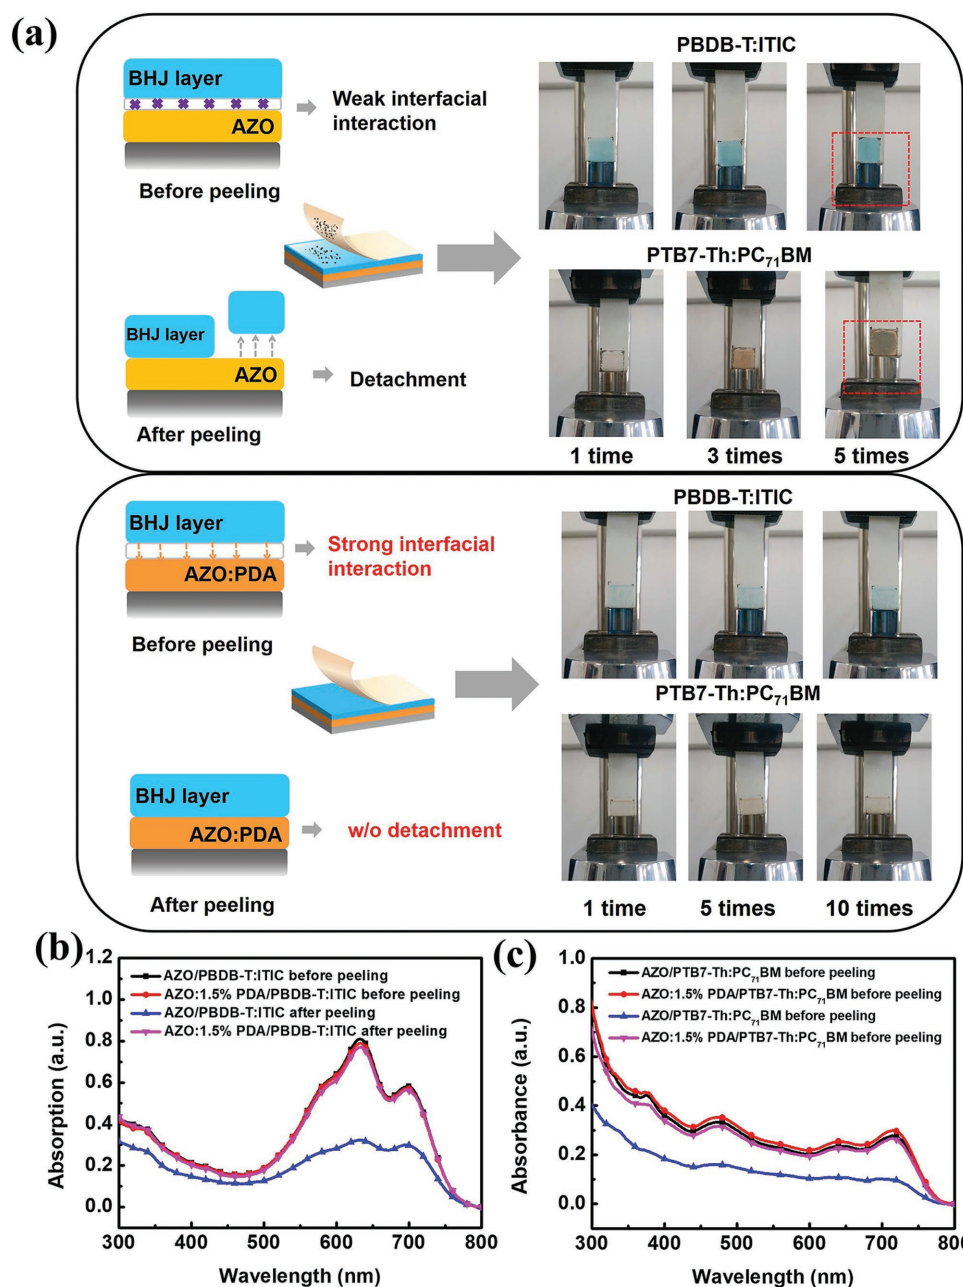 (a)
PBDB-T:ITIC
BHJ layer
AZO
Weak interfacial
interaction
Before peeling
PTB7-Th:PC71BM
BHJ layer
AZO
Detachment
After peeling
1 time
3 times
5 times
PBDB-T:ITIC
BHJ layer
AZO:PDA
Strong interfacial
interaction
Before peeling
PTB7-Th:PC71BM
BHJ layer
AZO:PDA
w/o detachment
After peeling
1 time
5 times
10 times
(b)
AZO/PBDB-T:ITIC before peeling
AZO:1.5% PDA/PBDB-T:ITIC before peeling
AZO/PBDB-T:ITIC after peeling
AZO:1.5% PDA/PBDB-T:ITIC after peeling
Absorption (a.u.)
1.2
1.0
0.8
0.6
0.4
0.2
0.0
300 400 500 600 700 800
Wavelength (nm)
(c)
AZO/PTB7-Th:PC71BM before peeling
AZO:1.5% PDA/PTB7-Th:PC71BM before peeling
AZO/PTB7-Th:PC71BM before peeling
AZO:1.5% PDA/PTB7-Th:PC71BM before peeling
Absorbance (a.u.)
1.0
0.8
0.6
0.4
0.2
0.0
300 400 500 600 700 800
Wavelength (nm)